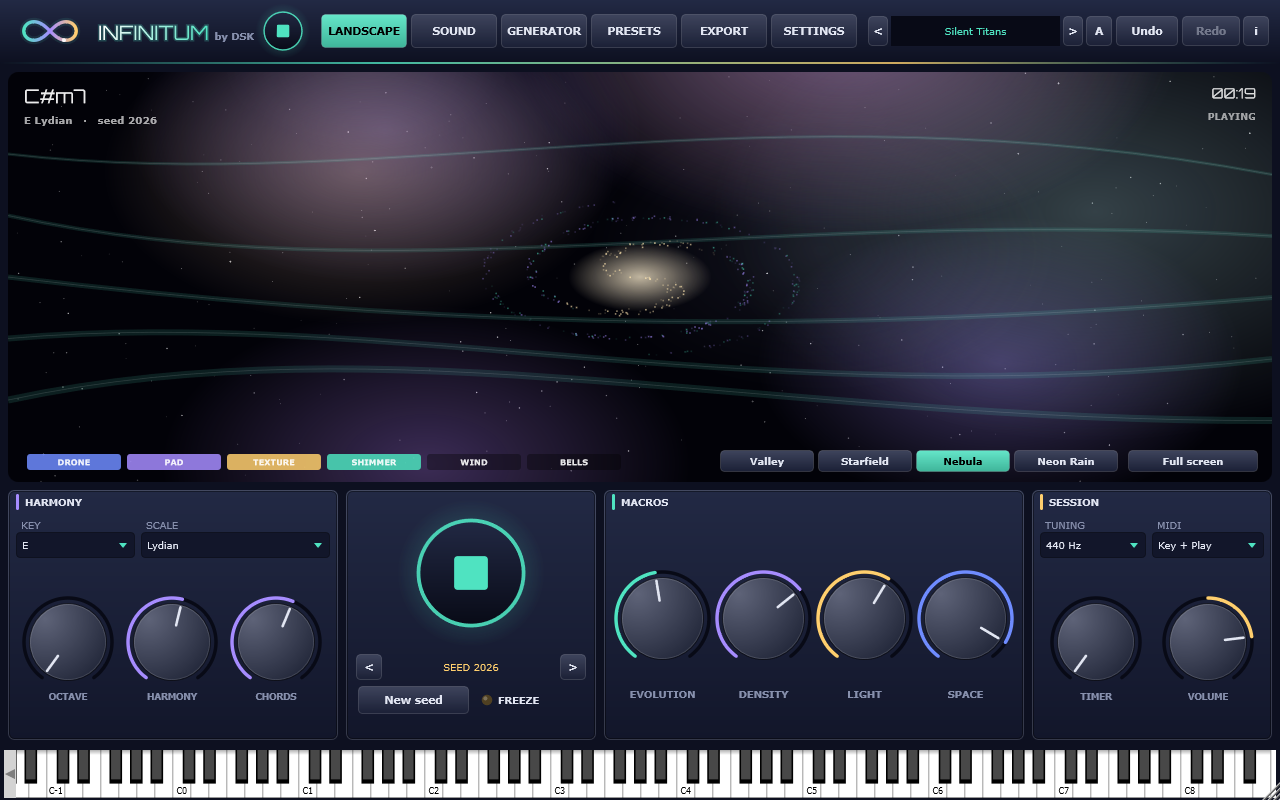 INFINITUM by DSK
LANDSCAPE
SOUND
GENERATOR
PRESETS
EXPORT
SETTINGS
<
Silent Titans
>
A
Undo
Redo
i
C#m7
E Lydian · seed 2026
00:19
PLAYING
DRONE
PAD
TEXTURE
SHIMMER
WIND
BELLS
Valley
Starfield
Nebula
Neon Rain
Full screen
HARMONY
KEY
SCALE
E
Lydian
OCTAVE
HARMONY
CHORDS
<
SEED 2026
>
New seed
FREEZE
MACROS
EVOLUTION
DENSITY
LIGHT
SPACE
SESSION
TUNING
MIDI
440 Hz
Key + Play
TIMER
VOLUME
C-1
C0
C1
C2
C3
C4
C5
C6
C7
C8